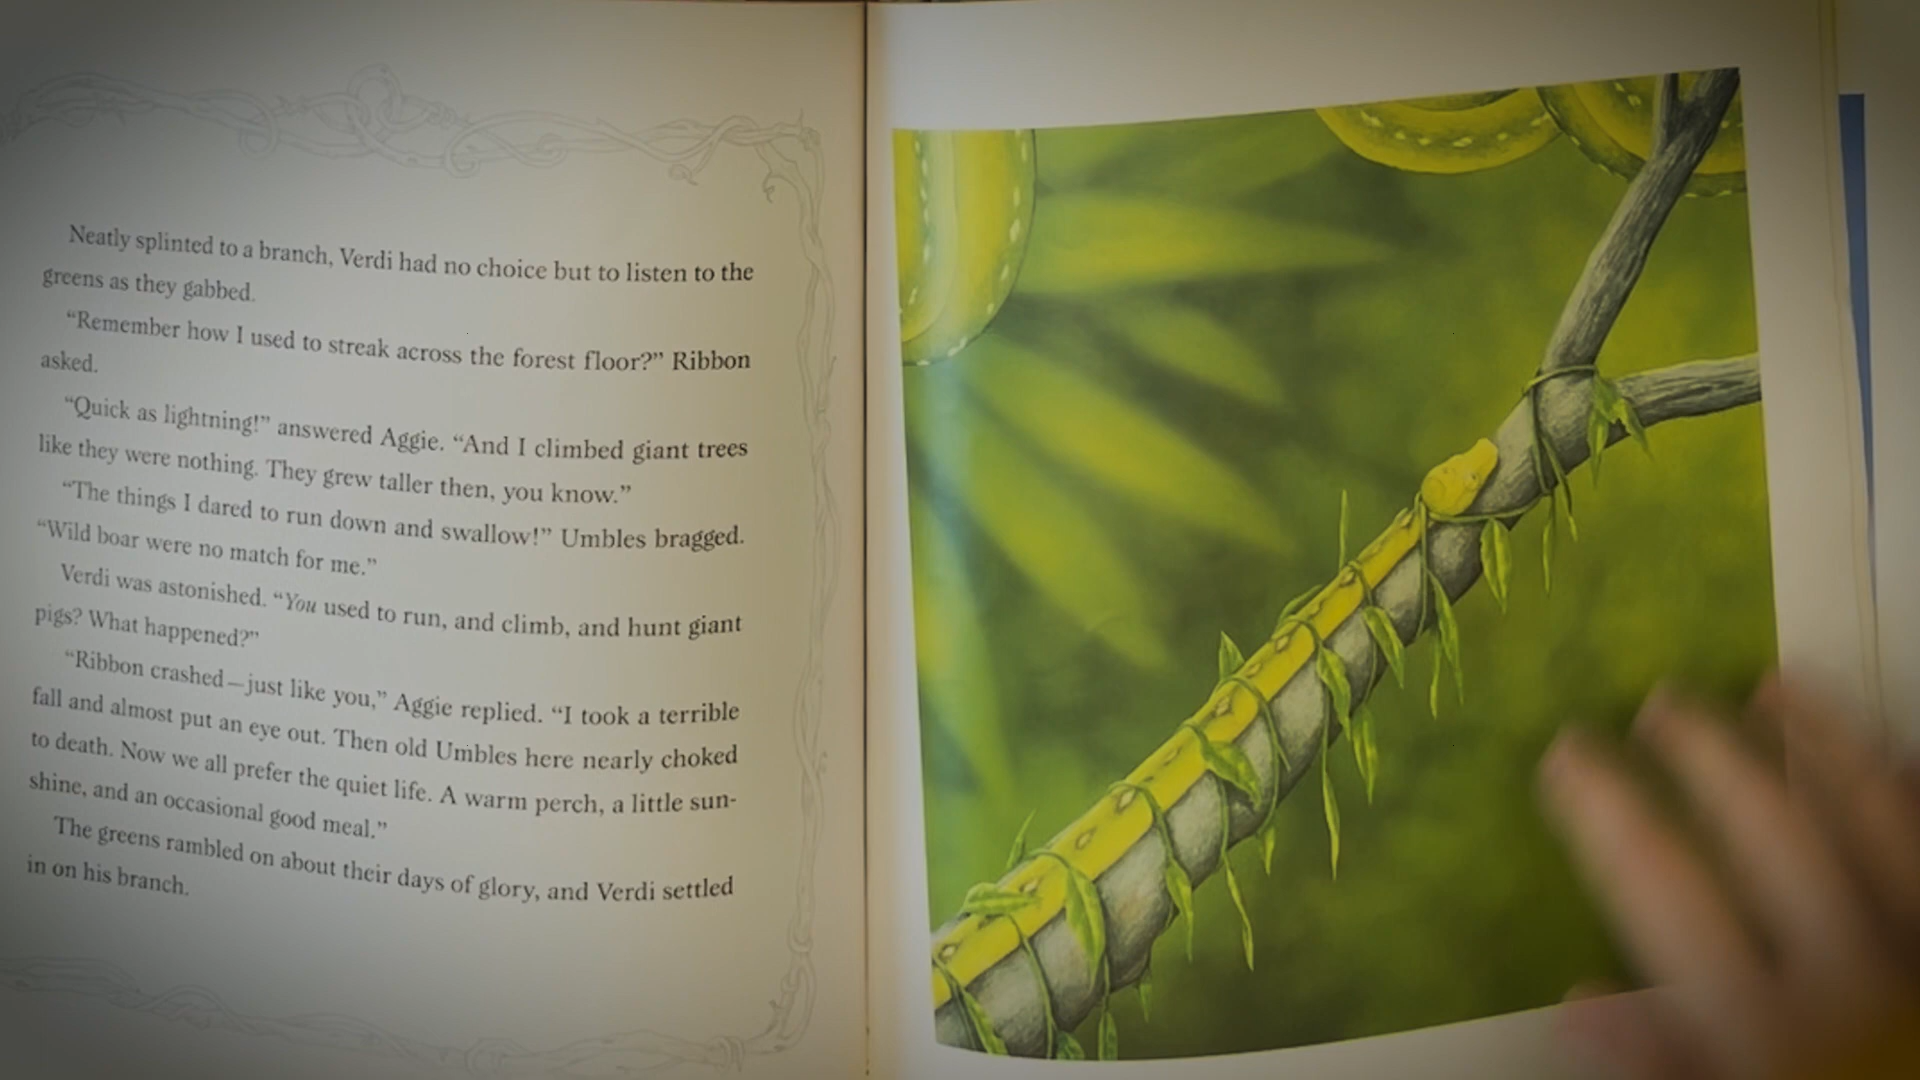 Neatly splinted to a branch, Verdi had no choice but to listen to the
greens as they gabbed.
“Remember how I used to streak across the forest floor?” Ribbon
asked.
“Quick as lightning!” answered Aggie. “And I climbed giant trees
like they were nothing. They grew taller then, you know.”
“The things I dared to run down and swallow!” Umbles bragged.
“Wild boar were no match for me.”
Verdi was astonished. “You used to run, and climb, and hunt giant
pigs? What happened?”
“Ribbon crashed—just like you,” Aggie replied. “I took a terrible
fall and almost put an eye out. Then old Umbles here nearly choked
to death. Now we all prefer the quiet life. A warm perch, a little sun-
shine, and an occasional good meal.”
The greens rambled on about their days of glory, and Verdi settled
in on his branch.